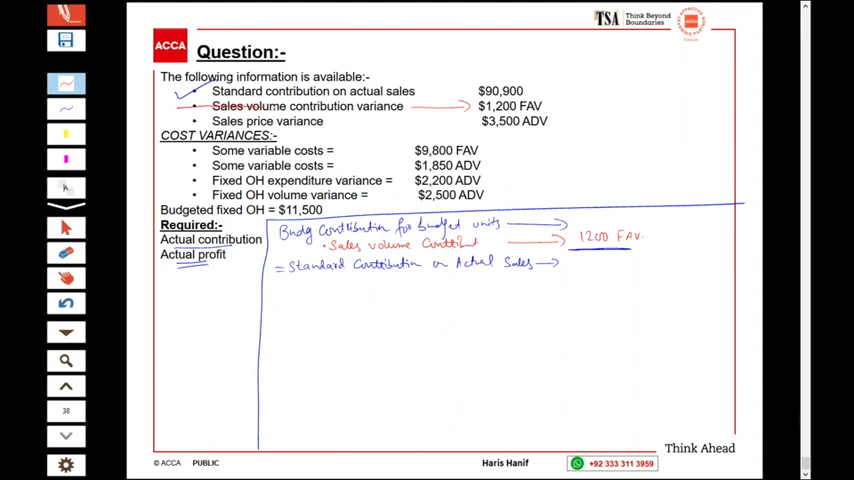 TSA Think Beyond Boundaries
ACCA
ACCA Question:-
The following information is available:-
• Standard contribution on actual sales $90,900
• Sales volume contribution variance $1,200 FAV
• Sales price variance $3,500 ADV
COST VARIANCES:-
• Some variable costs = $9,800 FAV
• Some variable costs = $1,850 ADV
• Fixed OH expenditure variance = $2,200 ADV
• Fixed OH volume variance = $2,500 ADV
Budgeted fixed OH = $11,500
Required:-
Actual contribution
Actual profit
Budg Contribution for budget units
• Sales volume Contribut 1200 FAV.
= Standard Contribution on Actual Sales
A
38
Think Ahead
© ACCA PUBLIC Haris Hanif +92 333 311 3959